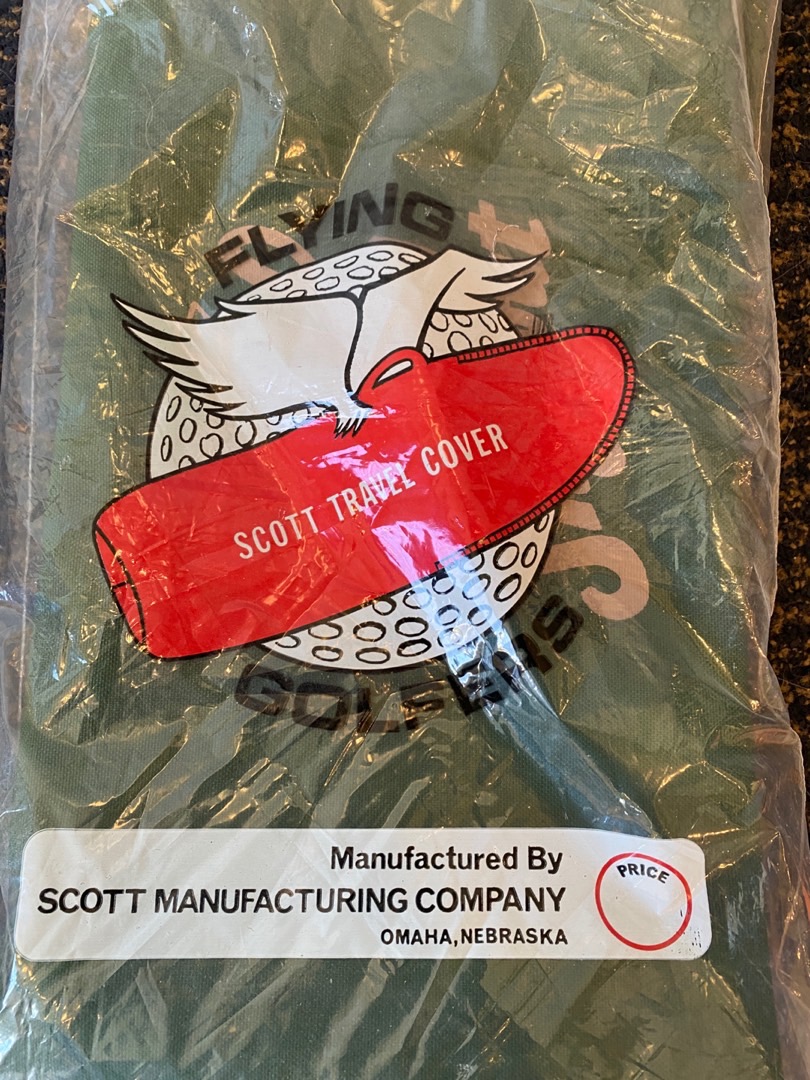 FLYING
SCOTT TRAVEL COVER
GOLFERS
Manufactured By
SCOTT MANUFACTURING COMPANY
OMAHA, NEBRASKA
PRICE